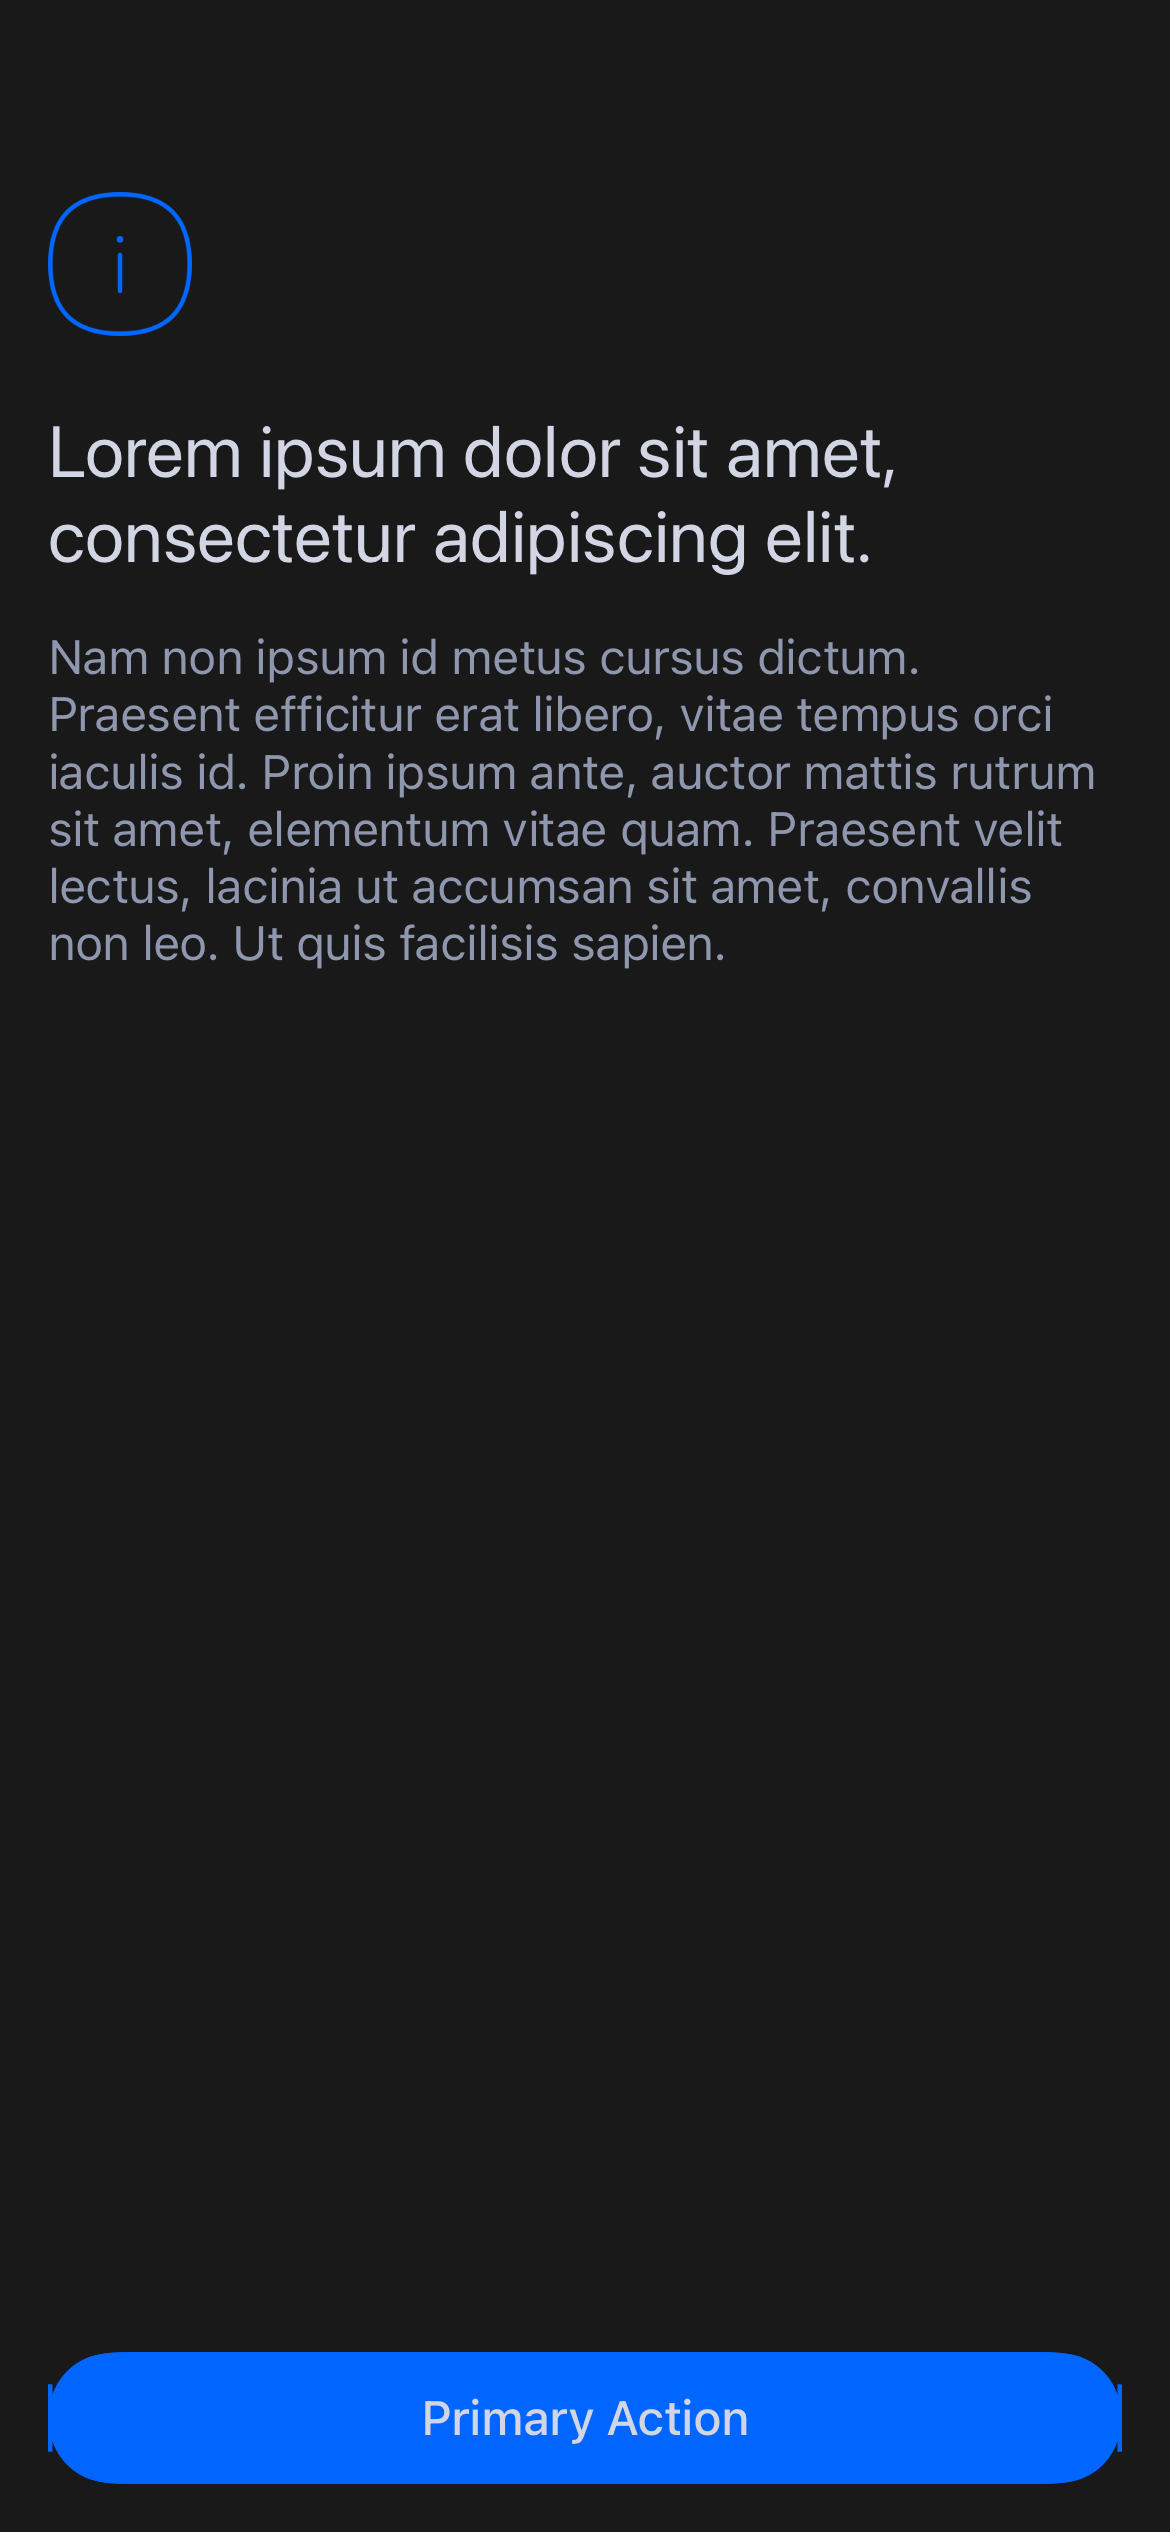 i
Lorem ipsum dolor sit amet,
consectetur adipiscing elit.
Nam non ipsum id metus cursus dictum.
Praesent efficitur erat libero, vitae tempus orci
iaculis id. Proin ipsum ante, auctor mattis rutrum
sit amet, elementum vitae quam. Praesent velit
lectus, lacinia ut accumsan sit amet, convallis
non leo. Ut quis facilisis sapien.
Primary Action